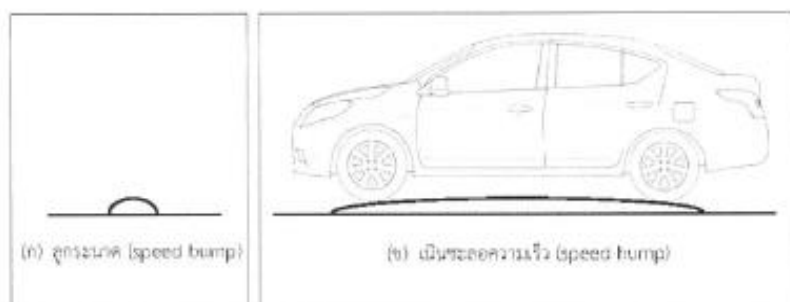 (ก) ลูกระนาด (speed bump)
(ข) เนินชะลอความเร็ว (speed hump)